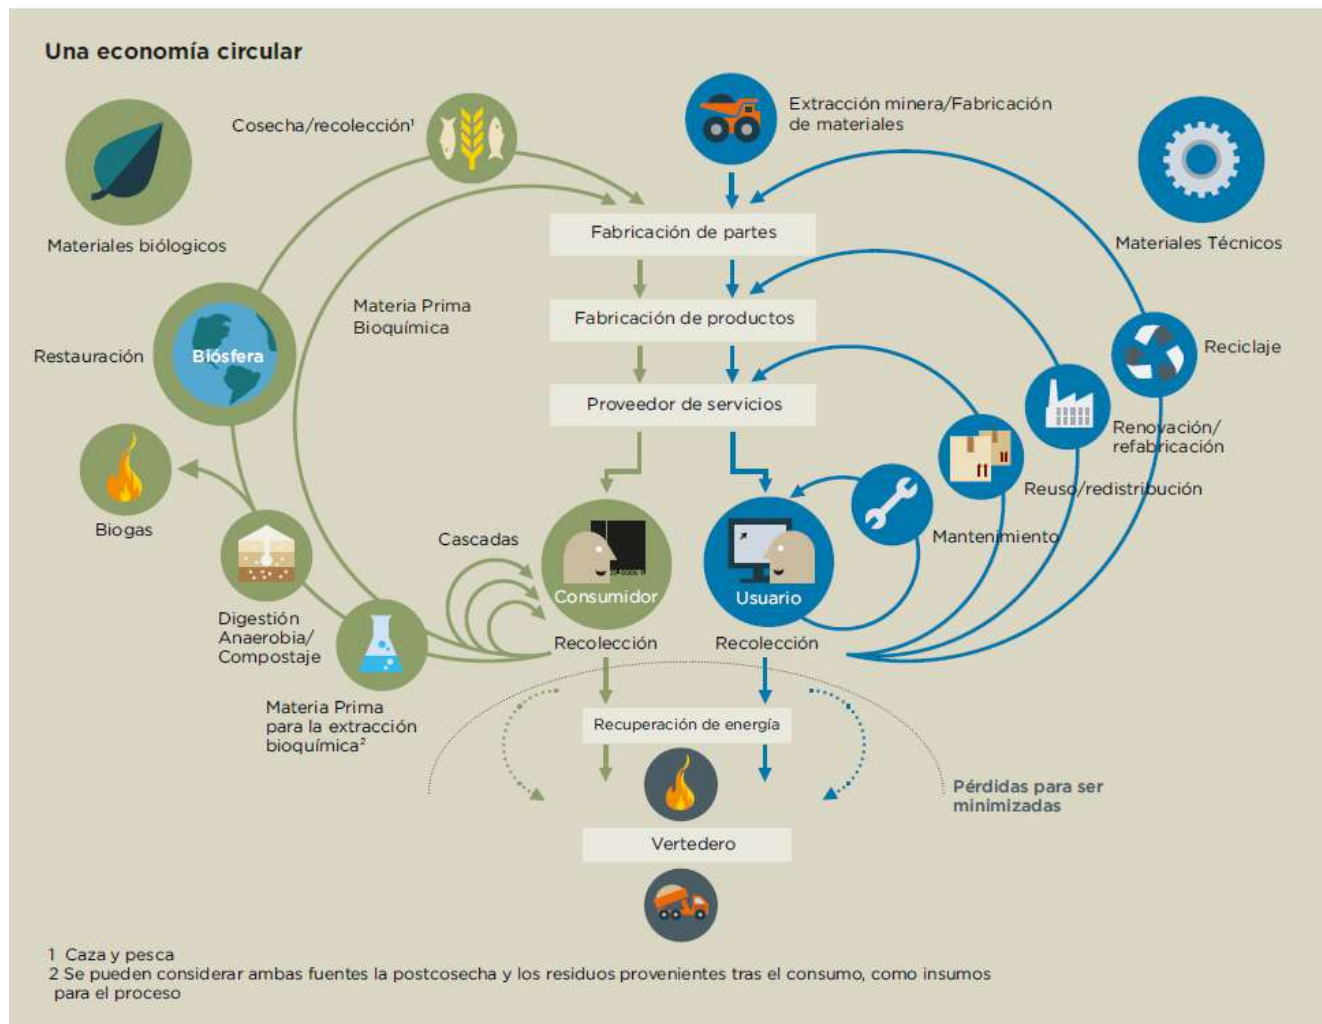 Una economía circular
Cosecha/recolección¹
Extracción minera/Fabricación
de materiales
Materiales biólogicos
Materiales Técnicos
Fabricación de partes
Materia Prima
Bioquímica
Fabricación de productos
Restauración
Biósfera
Reciclaje
Proveedor de servicios
Renovación/
refabricación
Reuso/redistribución
Biogas
Cascadas
Mantenimiento
Consumidor
Usuario
Digestión
Anaerobia/
Compostaje
Recolección
Recolección
Materia Prima
para la extracción
bioquímica²
Recuperación de energía
Pérdidas para ser
minimizadas
Vertedero
1 Caza y pesca
2 Se pueden considerar ambas fuentes la postcosecha y los residuos provenientes tras el consumo, como insumos
para el proceso